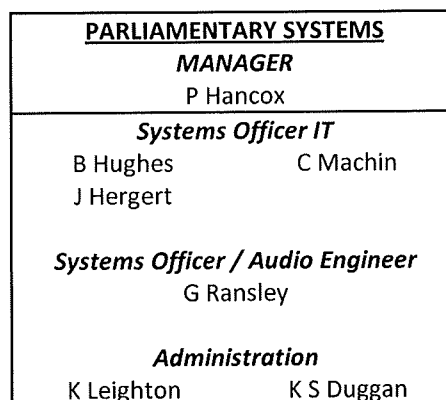 PARLIAMENTARY SYSTEMS
MANAGER
P Hancox
Systems Officer IT
B Hughes C Machin
J Hergert
Systems Officer / Audio Engineer
G Ransley
Administration
K Leighton K S Duggan